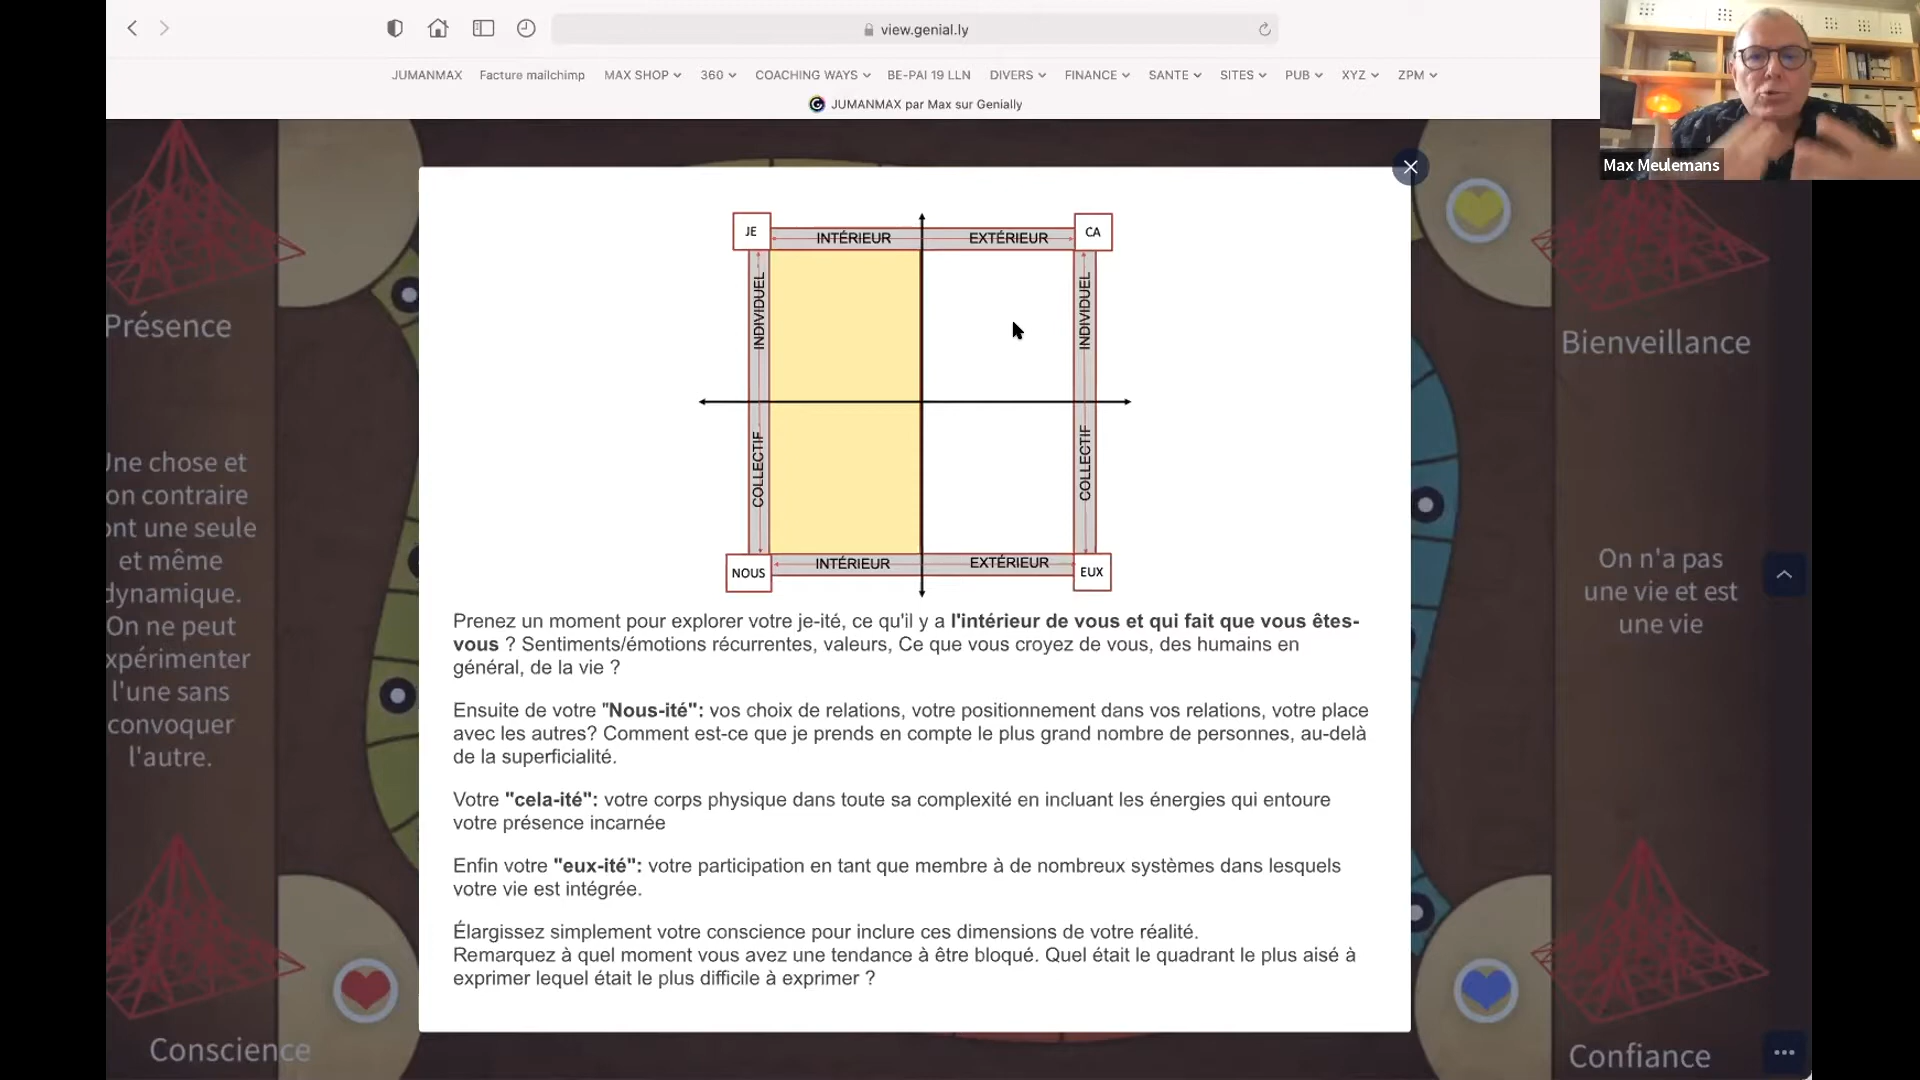 view.genial.ly
JUMANMAX
Facture mailchimp
MAX SHOP
360
COACHING WAYS
BE-PAI 19 LLN
DIVERS
FINANCE
SANTE
SITES
PUB
XYZ
ZPM
JUMANMAX par Max sur Genially
Max Meulemans
JE
INTÉRIEUR
EXTÉRIEUR
CA
INDIVIDUEL
INDIVIDUEL
COLLECTIF
COLLECTIF
NOUS
INTÉRIEUR
EXTÉRIEUR
EUX
Prenez un moment pour explorer votre je-ité, ce qu'il y a l'intérieur de vous et qui fait que vous êtes-
vous ? Sentiments/émotions récurrentes, valeurs, Ce que vous croyez de vous, des humains en
général, de la vie ?
Ensuite de votre "Nous-ité": vos choix de relations, votre positionnement dans vos relations, votre place
avec les autres? Comment est-ce que je prends en compte le plus grand nombre de personnes, au-delà
de la superficialité.
Votre "cela-ité": votre corps physique dans toute sa complexité en incluant les énergies qui entoure
votre présence incarnée
Enfin votre "eux-ité": votre participation en tant que membre à de nombreux systèmes dans lesquels
votre vie est intégrée.
Élargissez simplement votre conscience pour inclure ces dimensions de votre réalité.
Remarquez à quel moment vous avez une tendance à être bloqué. Quel était le quadrant le plus aisé à
exprimer lequel était le plus difficile à exprimer ?
Présence
Une chose et
on contraire
ont une seule
et même
dynamique.
On ne peut
xpérimenter
l'une sans
convoquer
l'autre.
Conscience
Bienveillance
On n'a pas
une vie et est
une vie
Confiance